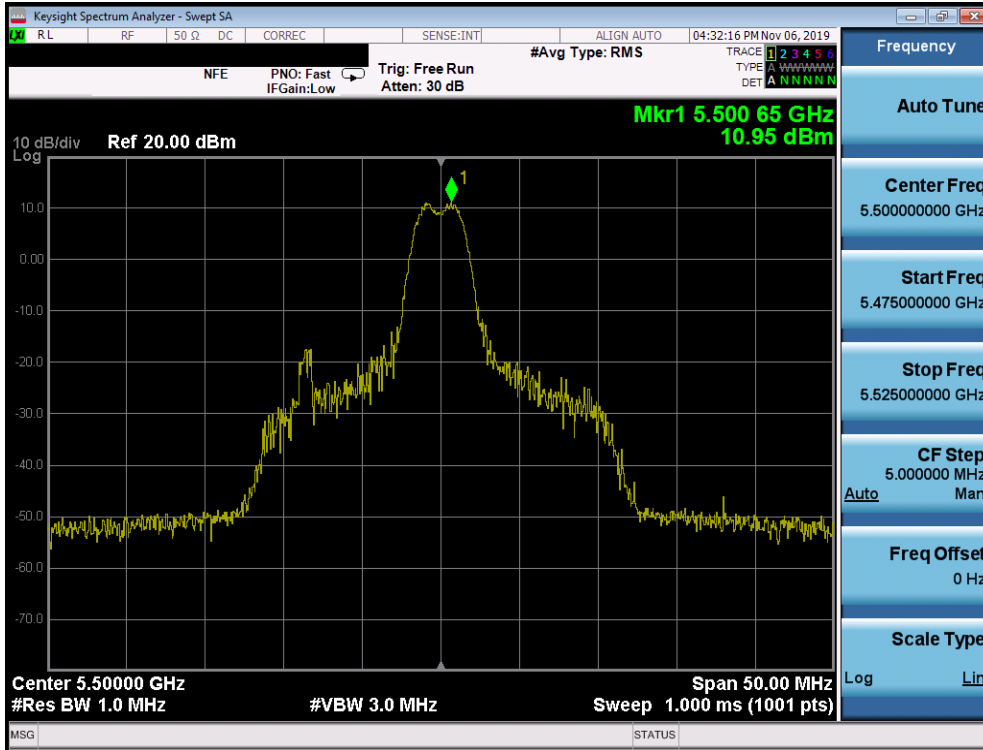 Keysight Spectrum Analyzer - Swept SA
LXI RL RF 50 Ω DC CORREC SENSE:INT ALIGN AUTO 04:32:16 PM Nov 06, 2019
NFE PNO: Fast IFGain:Low Trig: Free Run Atten: 30 dB #Avg Type: RMS
TRACE 1 2 3 4 5 6
TYPE A WWWWW
DET A N N N N N
Mkr1 5.500 65 GHz
10.95 dBm
10 dB/div Ref 20.00 dBm
Log
1
10.0
0.00
-10.0
-20.0
-30.0
-40.0
-50.0
-60.0
-70.0
Center 5.50000 GHz Span 50.00 MHz
#Res BW 1.0 MHz #VBW 3.0 MHz Sweep 1.000 ms (1001 pts)
MSG STATUS
Frequency
Auto Tune
Center Freq
5.500000000 GHz
Start Freq
5.475000000 GHz
Stop Freq
5.525000000 GHz
CF Step
5.000000 MHz
Auto Man
Freq Offset
0 Hz
Scale Type
Log Lin